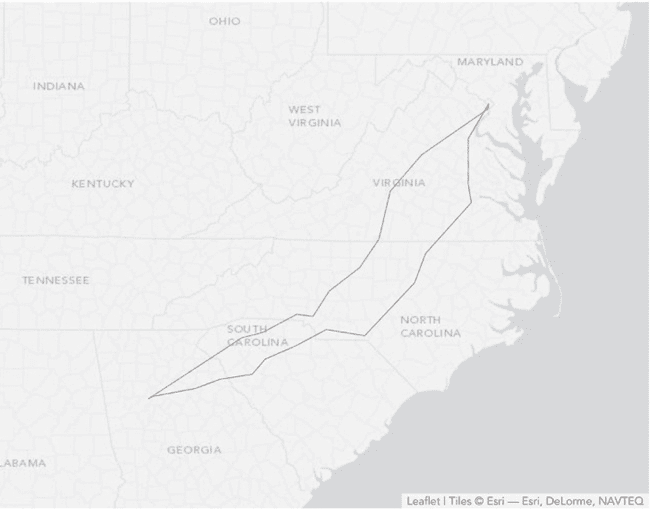 OHIO
MARYLAND
INDIANA
WEST
VIRGINIA
KENTUCKY
VIRGINIA
TENNESSEE
SOUTH
CAROLINA
NORTH
CAROLINA
GEORGIA
LABAMA
Leaflet | Tiles © Esri — Esri, DeLorme, NAVTEQ